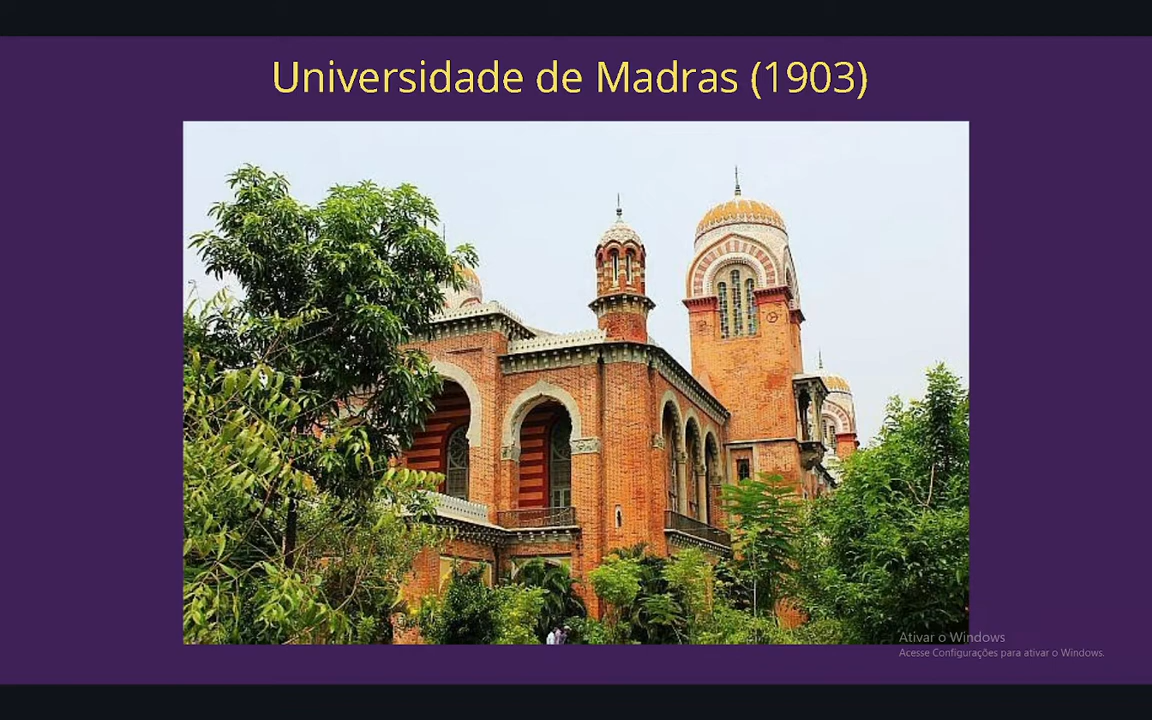 Universidade de Madras (1903)
Ativar o Windows
Acesse Configurações para ativar o Windows.